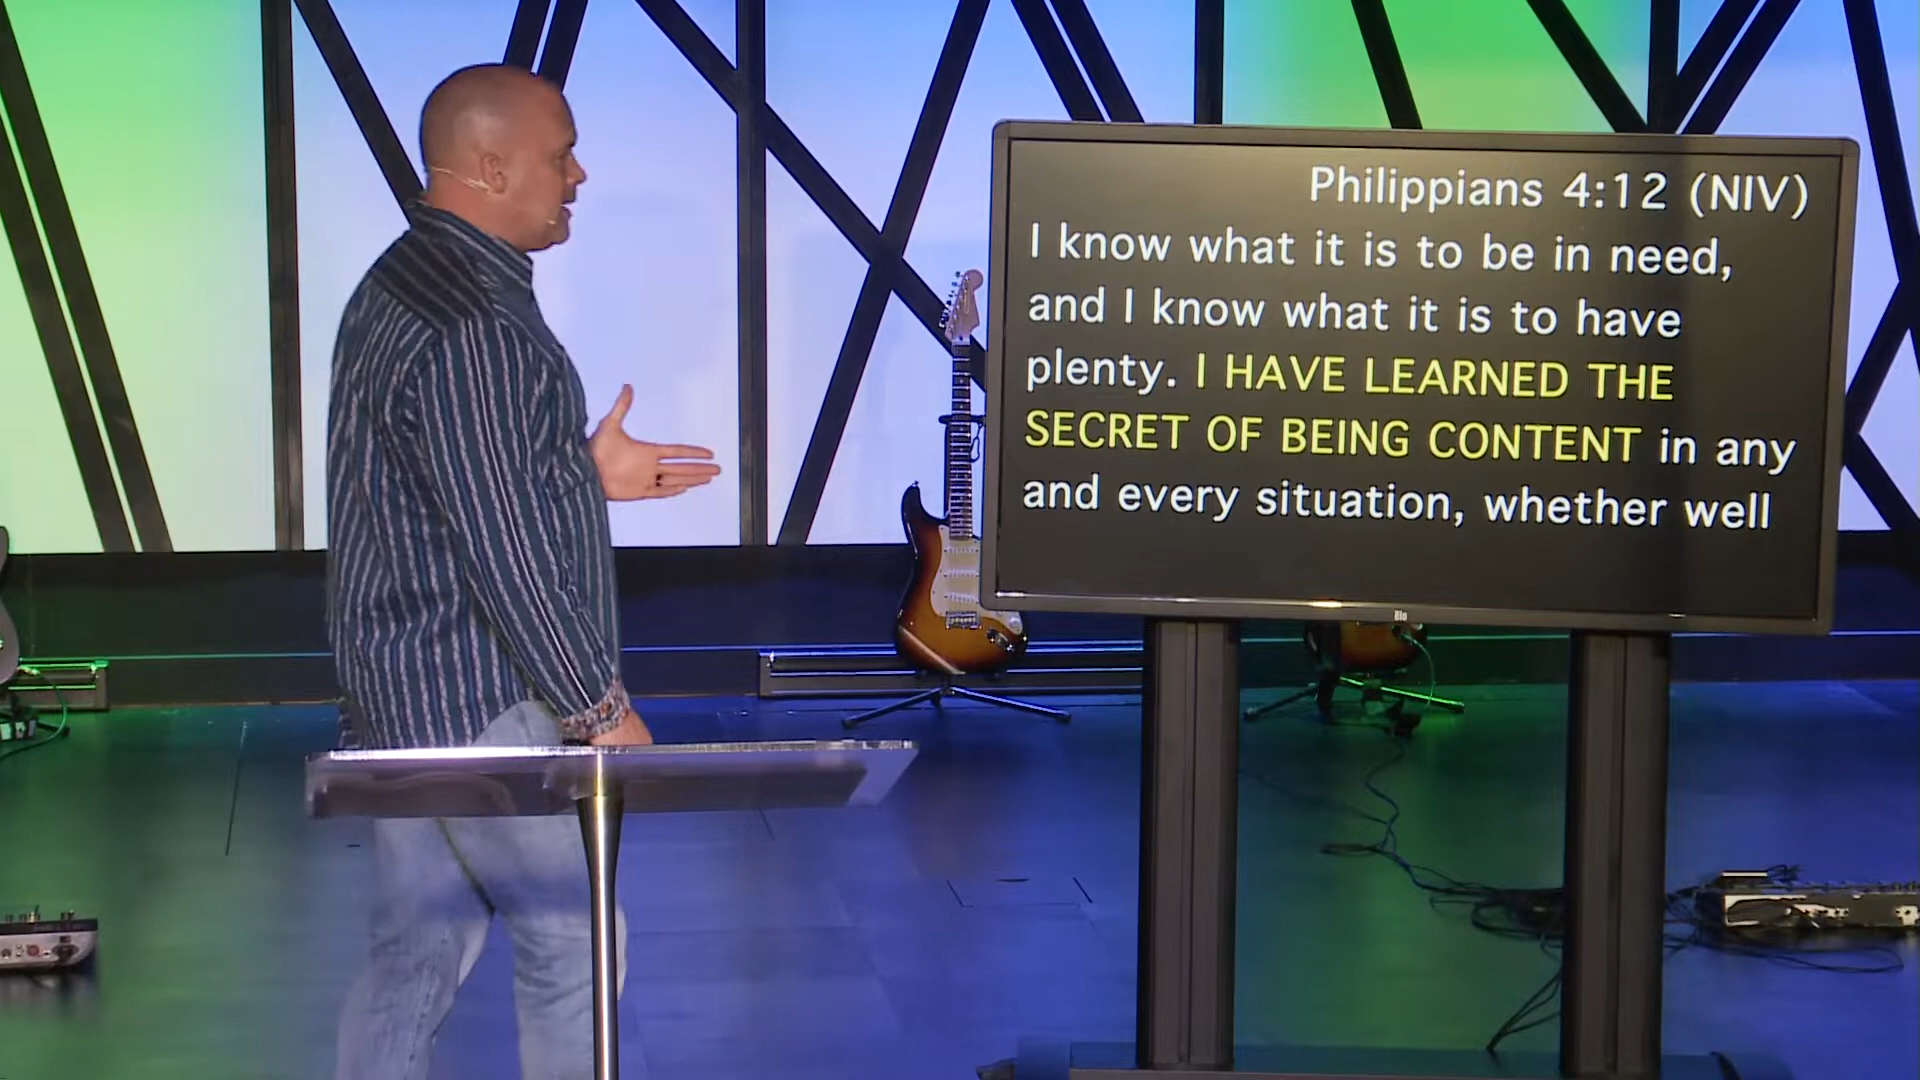 Philippians 4:12 (NIV)
I know what it is to be in need,
and I know what it is to have
plenty. I HAVE LEARNED THE
SECRET OF BEING CONTENT in any
and every situation, whether well
Elo